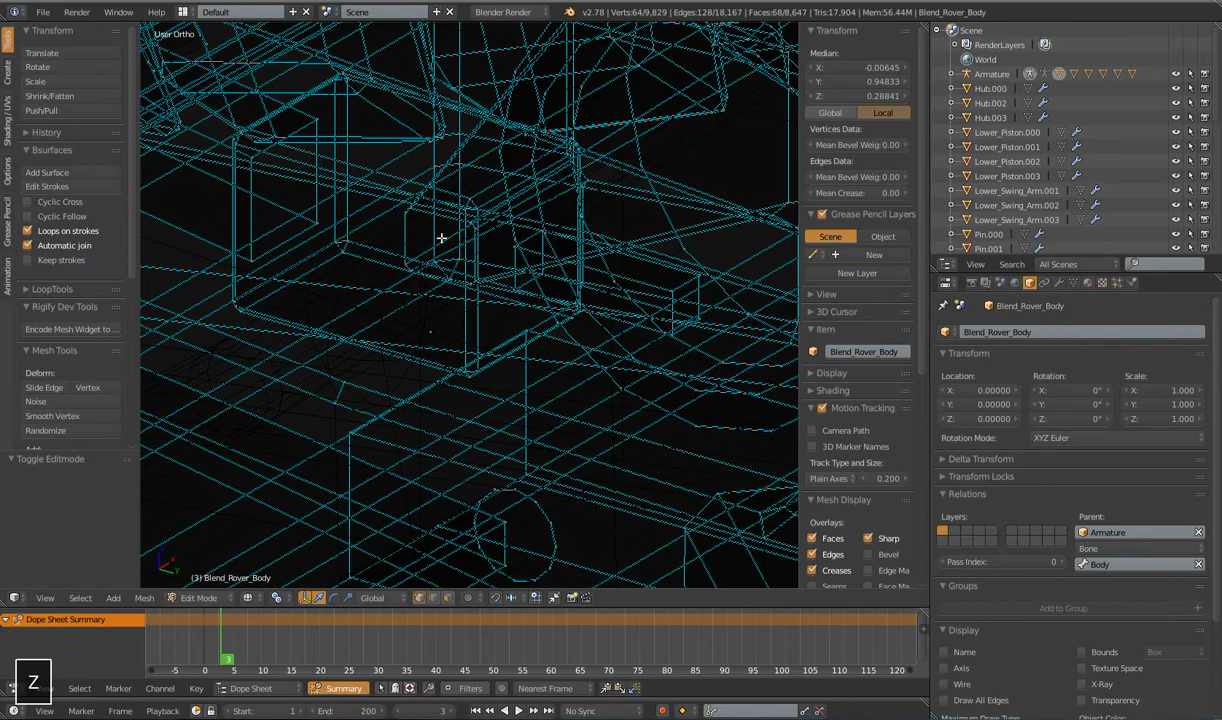 File Render Window Help Default Scene Blender Render v2.78 | Verts:64/9,829 | Edges:128/18,167 | Faces:68/8,647 | Tris:17,904 | Mem:56.44M | Blend_Rover_Body
Tools
Create
Shading / UVs
Options
Grease Pencil
Animation
Transform
Translate
Rotate
Scale
Shrink/Fatten
Push/Pull
History
Bsurfaces
Add Surface
Edit Strokes
Cyclic Cross
Cyclic Follow
Loops on strokes
Automatic join
Keep strokes
LoopTools
Rigify Dev Tools
Encode Mesh Widget to ...
Mesh Tools
Deform:
Slide Edge Vertex
Noise
Smooth Vertex
Randomize
Add:
Toggle Editmode
Z
User Ortho
(3) Blend_Rover_Body
View Select Add Mesh Edit Mode Global
Transform
Median:
X: -0.00645
Y: 0.94833
Z: 0.28841
Global Local
Vertices Data:
Mean Bevel Weig: 0.00
Edges Data:
Mean Bevel Weig: 0.00
Mean Crease: 0.00
Grease Pencil Layers
Scene Object
New
New Layer
View
3D Cursor
Item
Blend_Rover_Body
Display
Shading
Motion Tracking
Camera Path
3D Marker Names
Track Type and Size:
Plain Axes 0.200
Mesh Display
Overlays:
Faces Sharp
Edges Bevel
Creases Edge Ma
Scene
RenderLayers
World
Armature
Hub.000
Hub.002
Hub.003
Lower_Piston.000
Lower_Piston.001
Lower_Piston.002
Lower_Piston.003
Lower_Swing_Arm.001
Lower_Swing_Arm.002
Lower_Swing_Arm.003
Pin.000
Pin.001
View Search All Scenes
Blend_Rover_Body
Blend_Rover_Body
Transform
Location: Rotation: Scale:
X: 0.00000 X: 0° X: 1.000
Y: 0.00000 Y: 0° Y: 1.000
Z: 0.00000 Z: 0° Z: 1.000
Rotation Mode: XYZ Euler
Delta Transform
Transform Locks
Relations
Layers: Parent:
Armature
Bone
Pass Index: 0 Body
Groups
Add to Group
Display
Name Bounds Box
Axis Texture Space
Wire X-Ray
Draw All Edges Transparency
Dope Sheet Summary
3
-5 0 5 10 15 20 25 30 35 40 45 50 55 60 65 70 75 80 85 90 95 100 105 110 115 120
Select Marker Channel Key Dope Sheet Summary Filters Nearest Frame
View Marker Frame Playback Start: 1 End: 200 3 No Sync